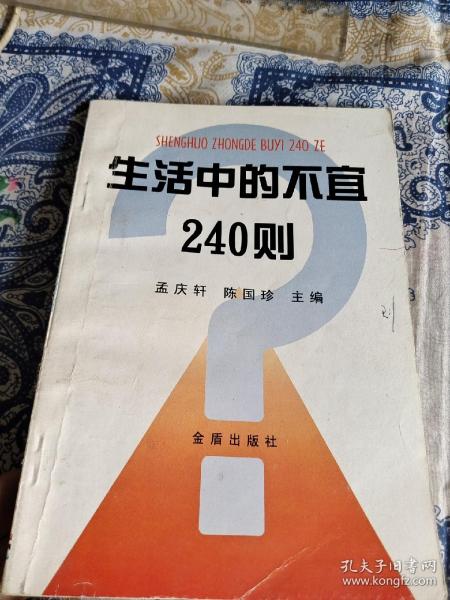 SHENGHUO ZHONGDE BUYI 240 ZE
生活中的不宜
240则
孟庆轩 陈国珍 主编
金盾出版社
孔夫子旧书网
www.kongfz.com